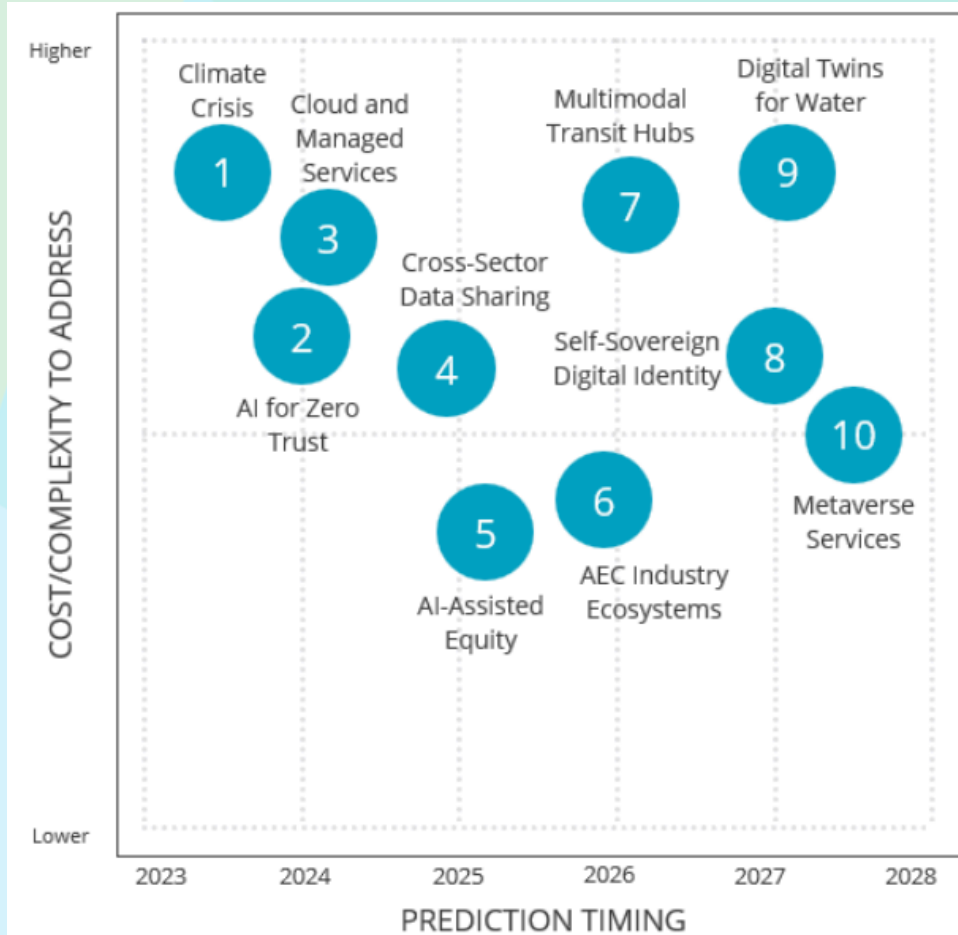 Higher
Climate
Crisis
1
Cloud and
Managed
Services
3
2
AI for Zero
Trust
Cross-Sector
Data Sharing
4
5
AI-Assisted
Equity
Multimodal
Transit Hubs
7
6
AEC Industry
Ecosystems
Digital Twins
for Water
9
Self-Sovereign
Digital Identity
8
10
Metaverse
Services
COST/COMPLEXITY TO ADDRESS
Lower
2023 2024 2025 2026 2027 2028
PREDICTION TIMING